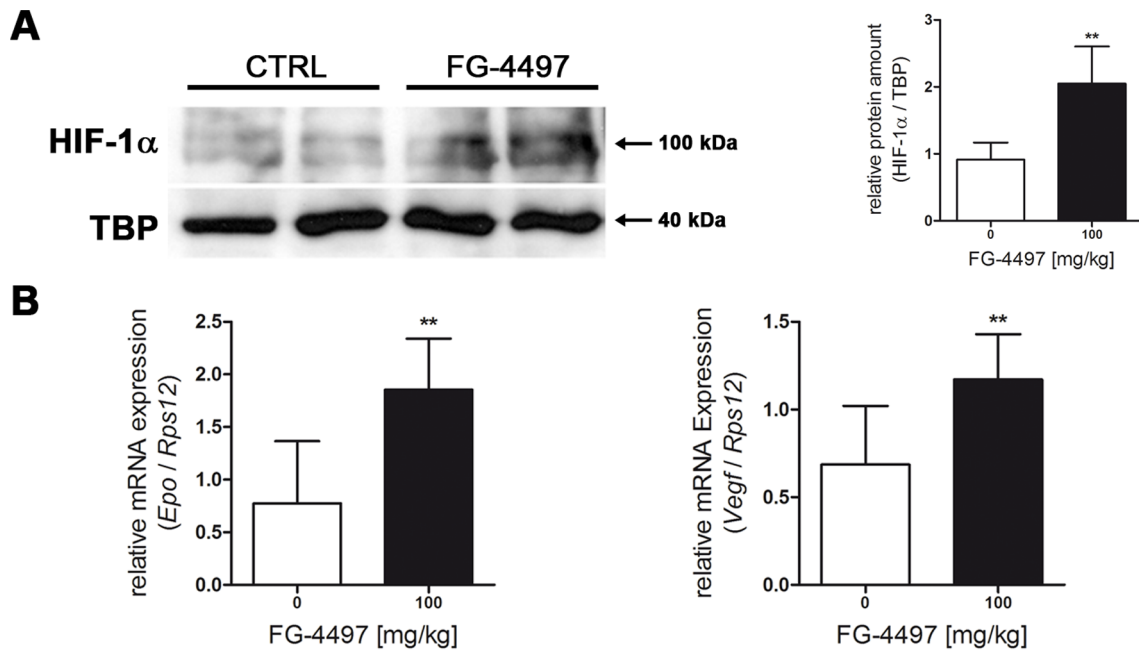 A
CTRL FG-4497
HIF-1α
100 kDa
TBP
40 kDa
relative protein amount
(HIF-1α / TBP)
3
2
1
0
**
0 100
FG-4497 [mg/kg]
B
relative mRNA expression
(Epo / Rps12)
2.5
2.0
1.5
1.0
0.5
0.0
**
0 100
FG-4497 [mg/kg]
relative mRNA Expression
(Vegf / Rps12)
1.5
1.0
0.5
0.0
**
0 100
FG-4497 [mg/kg]